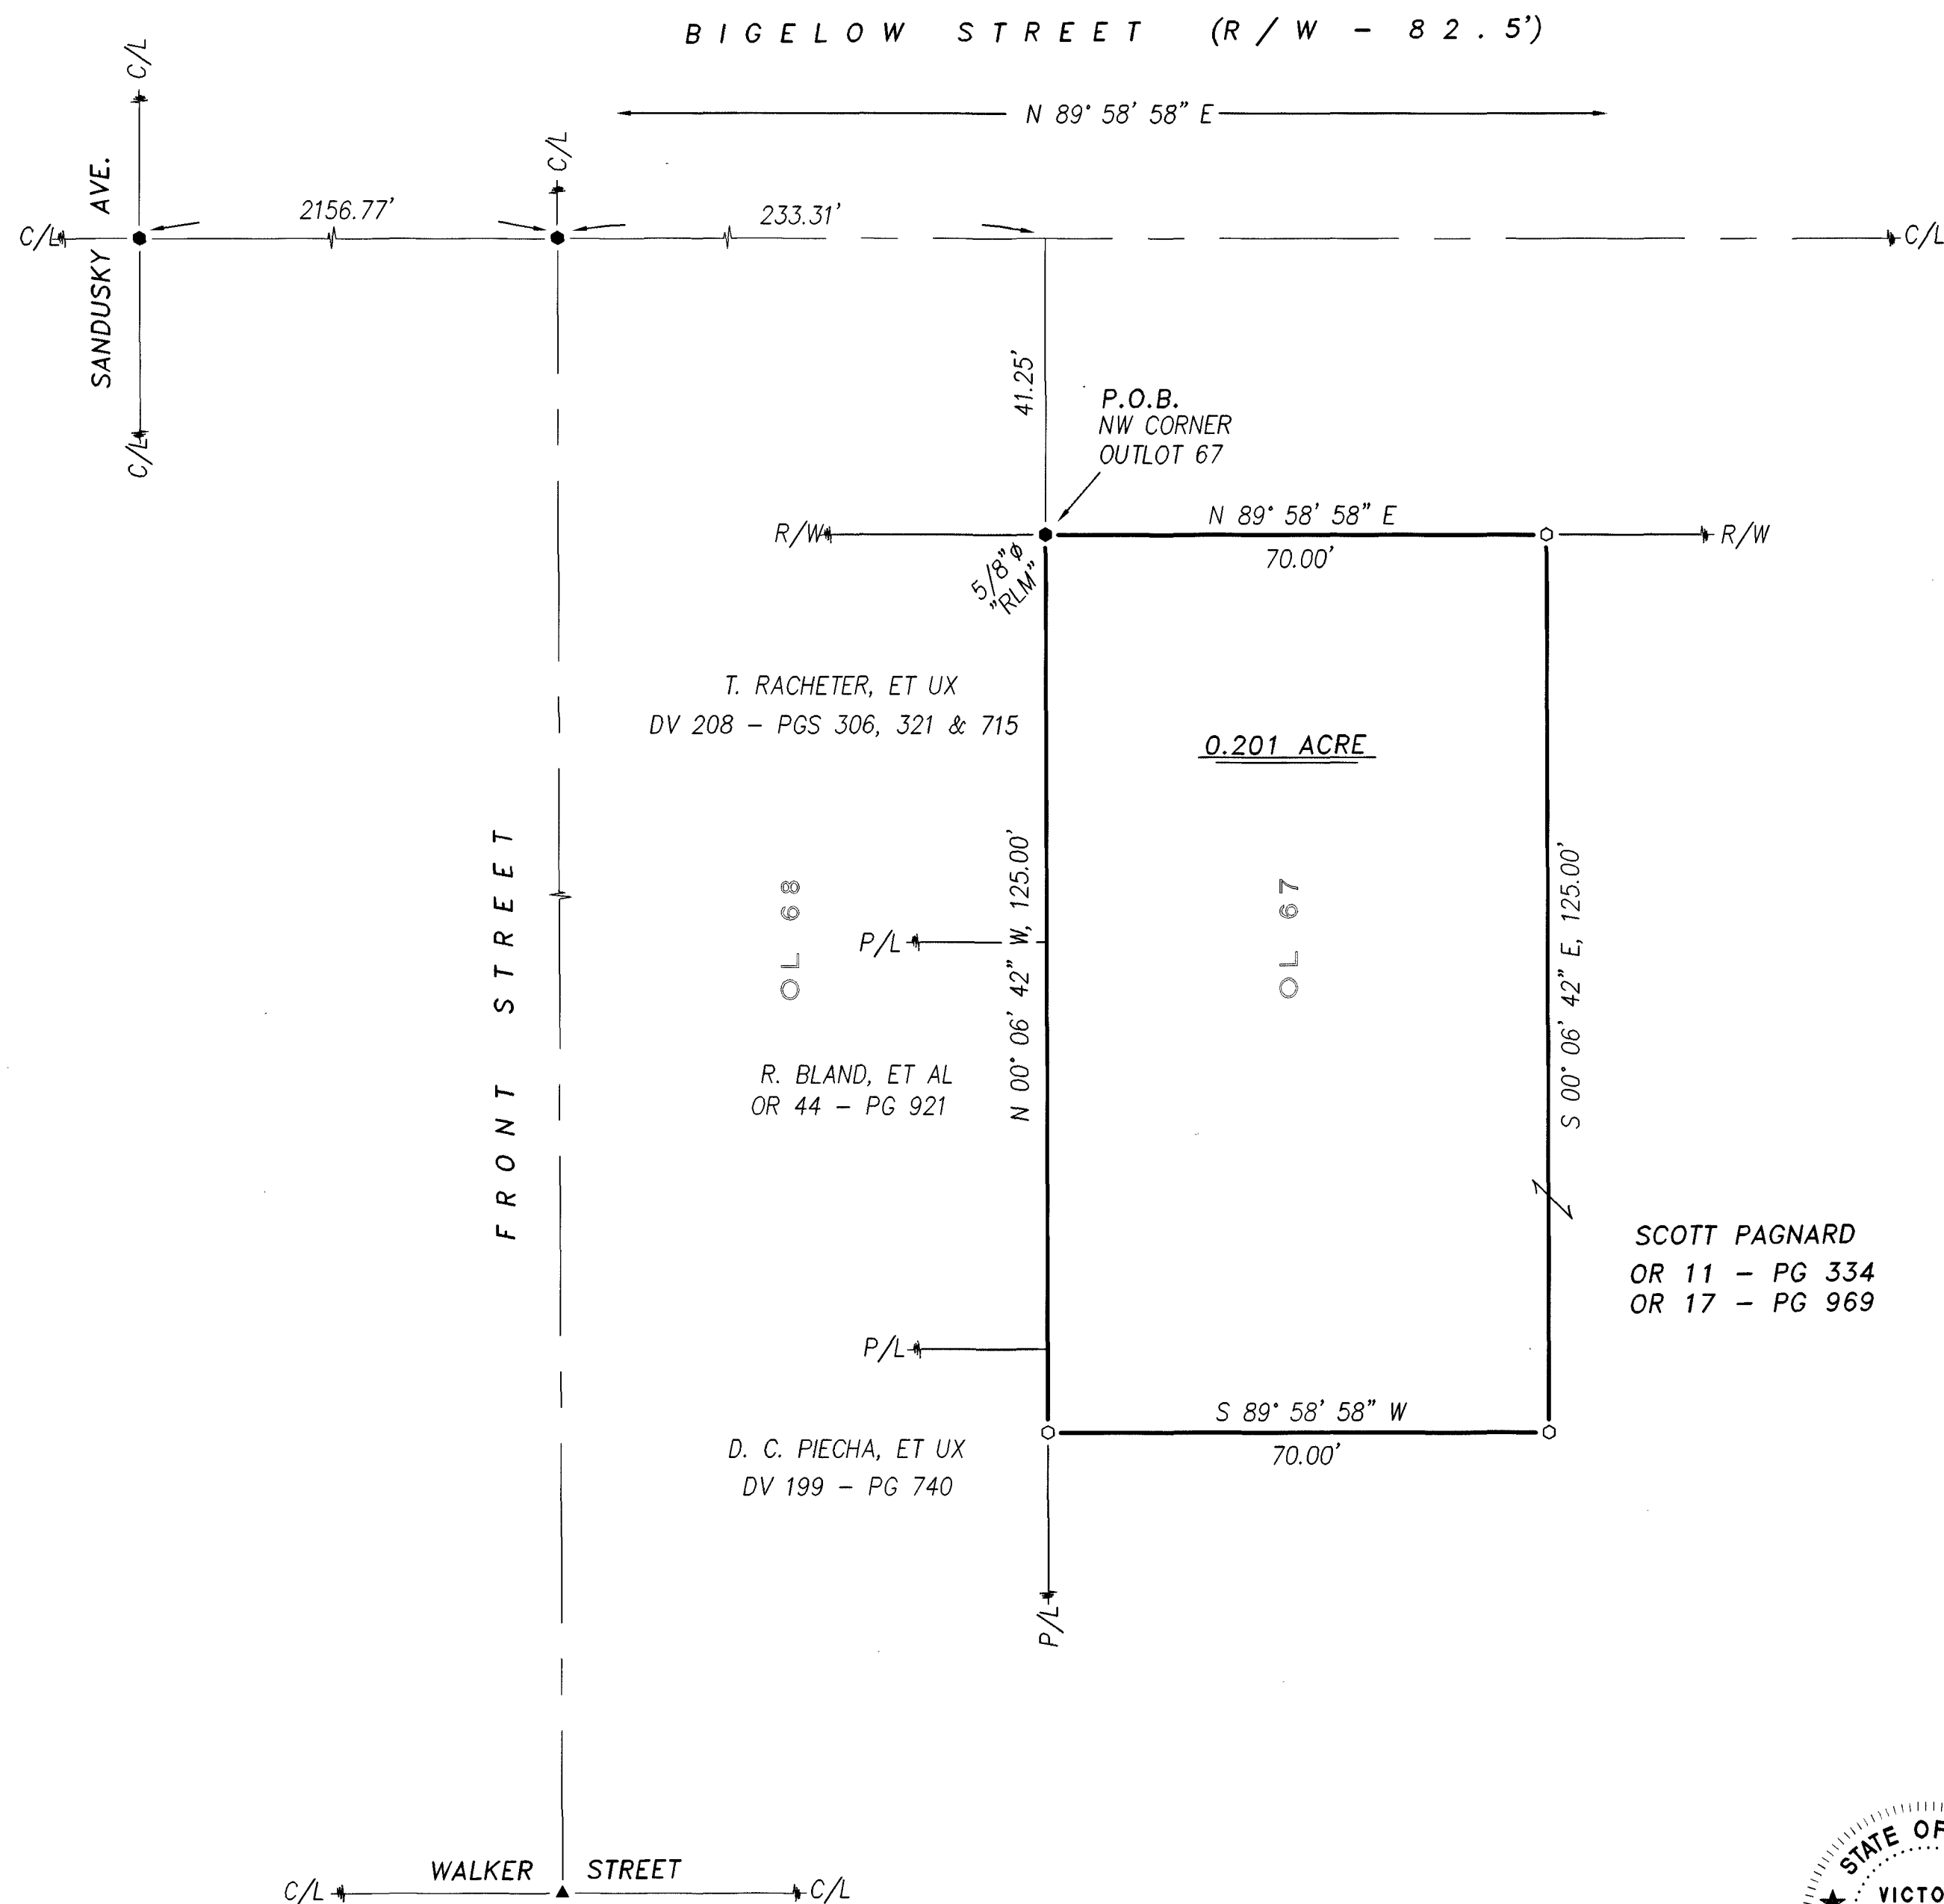 BIGELOW STREET (R/W - 82.5')
N 89° 58' 58" E
C/L
C/L
SANDUSKY AVE.
2156.77'
233.31'
C/L
C/L
C/L
41.25'
P.O.B.
NW CORNER
OUTLOT 67
R/W
N 89° 58' 58" E
R/W
70.00'
5/8"Ø
"RLM"
T. RACHETER, ET UX
DV 208 - PGS 306, 321 & 715
0.201 ACRE
FRONT STREET
OL 68
P/L
N 00° 06' 42" W, 125.00'
OL 67
S 00° 06' 42" E, 125.00'
R. BLAND, ET AL
OR 44 - PG 921
SCOTT PAGNARD
OR 11 - PG 334
OR 17 - PG 969
P/L
S 89° 58' 58" W
70.00'
D. C. PIECHA, ET UX
DV 199 - PG 740
P/L
WALKER STREET
C/L
C/L
STATE OF
VICTO